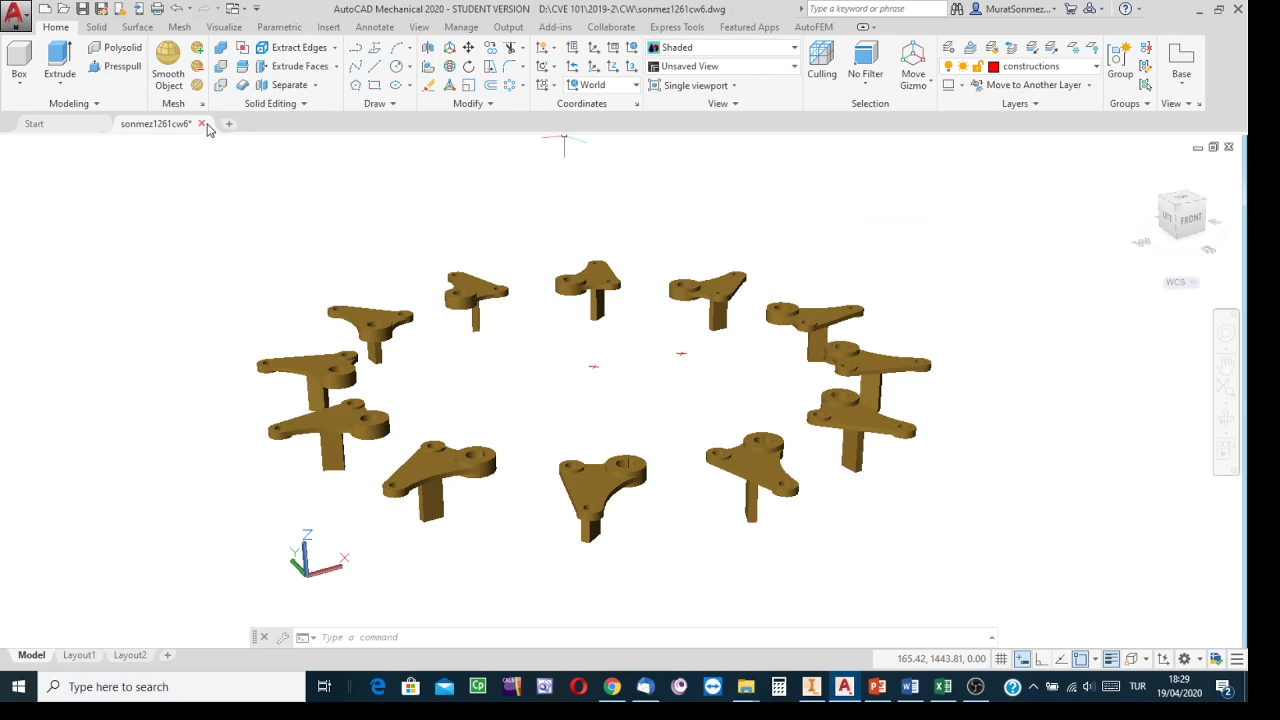 AutoCAD Mechanical 2020 - STUDENT VERSION D:\CVE 101\2019-2\CW\sonmez1261cw6.dwg Type a keyword or phrase MuratSonmez...
Home Solid Surface Mesh Visualize Parametric Insert Annotate View Manage Output Add-ins Collaborate Express Tools Featured Apps AutoFEM
Polysolid Extract Edges Shaded constructions
Box Extrude Presspull Smooth Object Extrude Faces Unsaved View Culling No Filter Move Gizmo Group Base
Separate World Single viewport Move to Another Layer
Modeling Mesh Solid Editing Draw Modify Coordinates View Selection Layers Groups View
Start sonmez1261cw6*
LEFT FRONT
WCS
Z
Y X
Type a command
Model Layout1 Layout2 165.42, 1443.81, 0.00
Type here to search TUR 18:29
19/04/2020 2